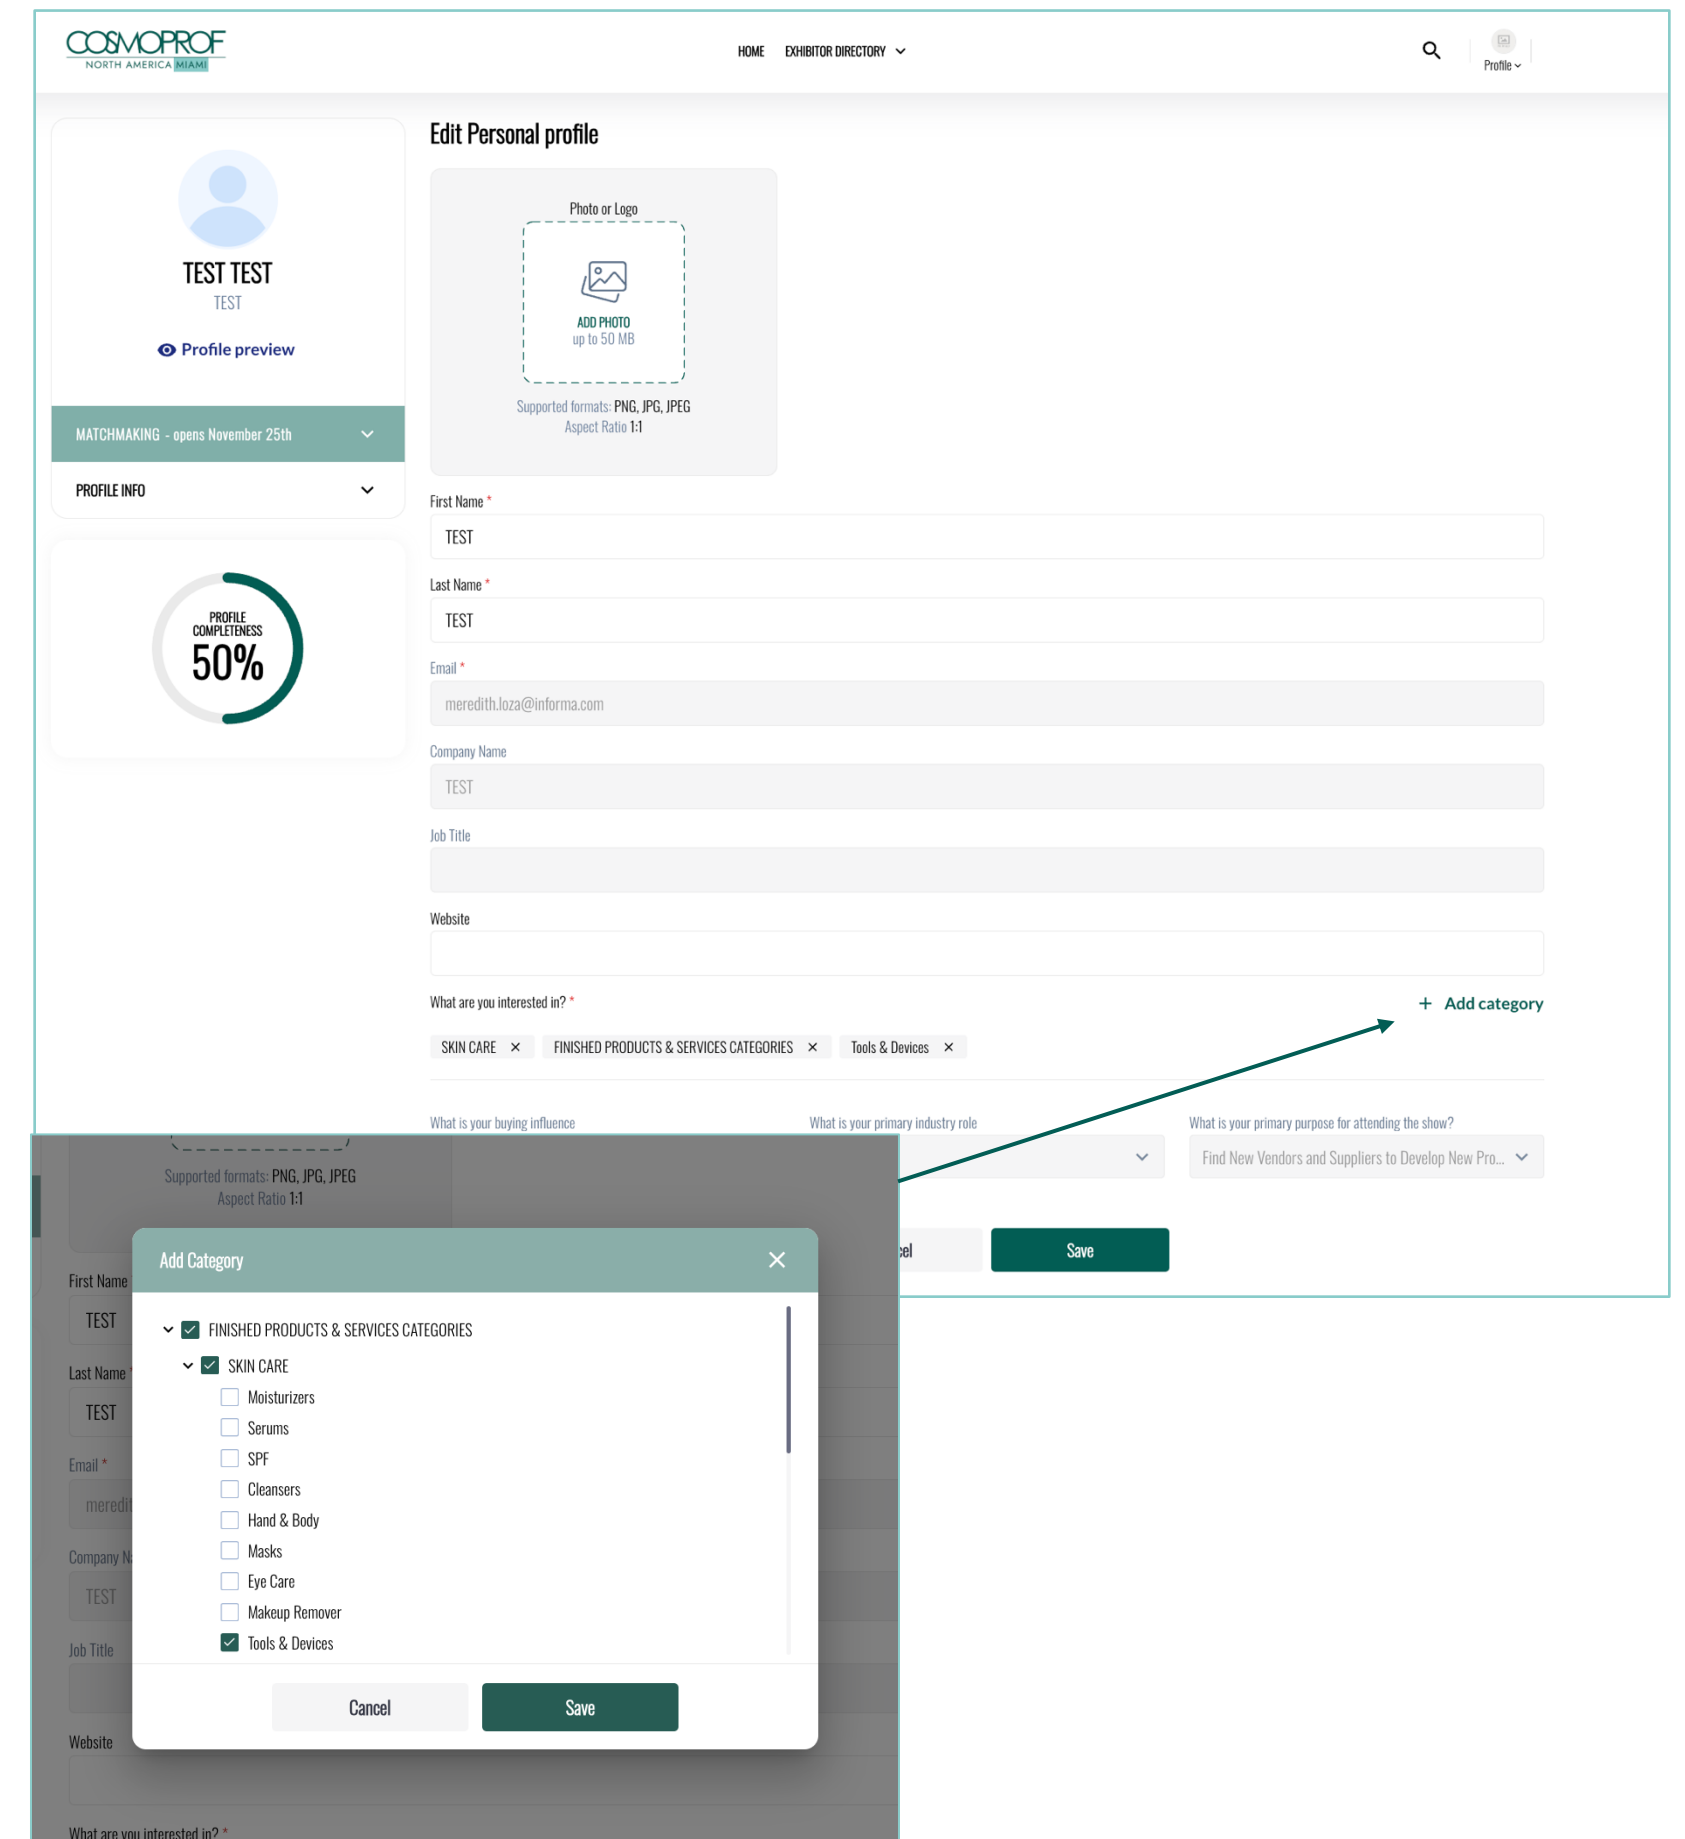 COSMOPROF
NORTH AMERICA MIAMI
HOME EXHIBITOR DIRECTORY
Profile
TEST TEST
TEST
Profile preview
MATCHMAKING - opens November 25th
PROFILE INFO
PROFILE
COMPLETENESS
50%
Edit Personal profile
Photo or Logo
ADD PHOTO
up to 50 MB
Supported formats: PNG, JPG, JPEG
Aspect Ratio 1:1
First Name *
TEST
Last Name *
TEST
Email *
meredith.loza@informa.com
Company Name
TEST
Job Title
Website
What are you interested in? *
+ Add category
SKIN CARE × FINISHED PRODUCTS & SERVICES CATEGORIES × Tools & Devices ×
What is your buying influence
What is your primary industry role
What is your primary purpose for attending the show?
Find New Vendors and Suppliers to Develop New Pro...
Save
Supported formats: PNG, JPG, JPEG
Aspect Ratio 1:1
First Name
TEST
Last Name *
TEST
Email *
meredit
Company Na
TEST
Job Title
Website
What are you interested in? *
Add Category
FINISHED PRODUCTS & SERVICES CATEGORIES
SKIN CARE
Moisturizers
Serums
SPF
Cleansers
Hand & Body
Masks
Eye Care
Makeup Remover
Tools & Devices
Cancel
Save